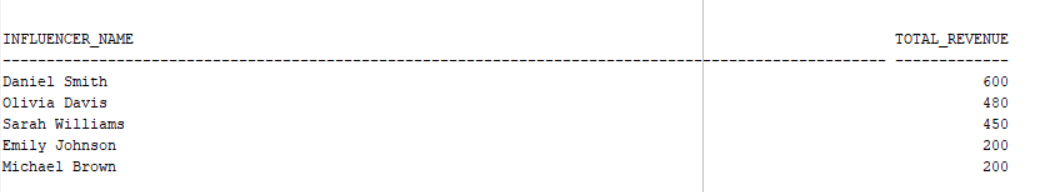 INFLUENCER_NAME TOTAL_REVENUE
---------------------------------------------------------------------------------------------------- -------------
Daniel Smith 600
Olivia Davis 480
Sarah Williams 450
Emily Johnson 200
Michael Brown 200